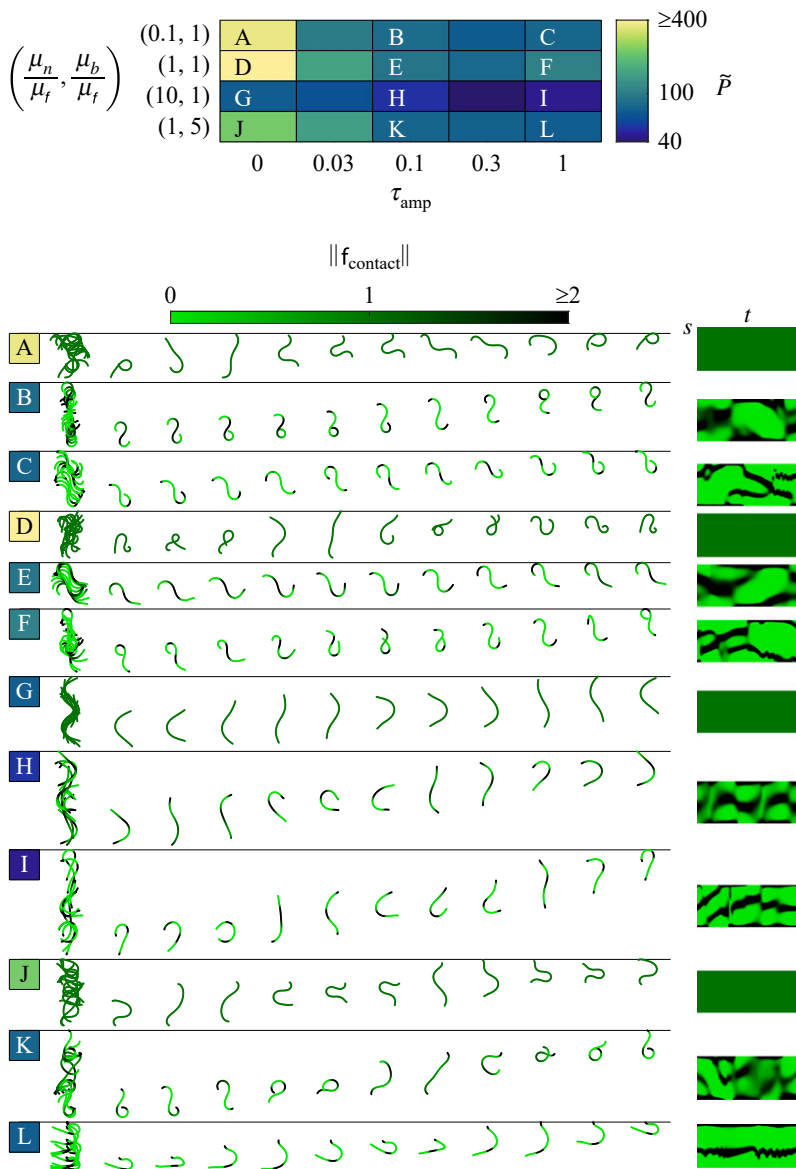 (μn/μf, μb/μf)
(0.1, 1) A B C
(1, 1) D E F
(10, 1) G H I
(1, 5) J K L
0 0.03 0.1 0.3 1
τamp
≥400
100
40
P̃
||fcontact||
0 1 ≥2
s t
A
B
C
D
E
F
G
H
I
J
K
L